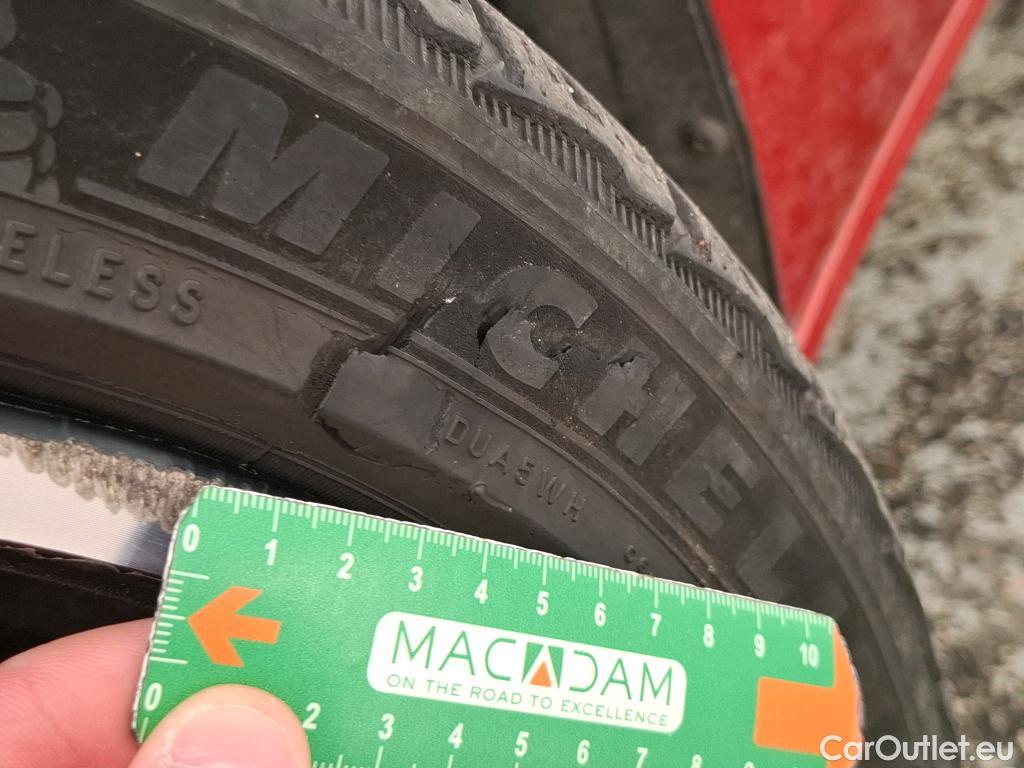 MICHEL
ELESS
DUA5WH
0 1 2 3 4 5 6 7 8 9 10
MACADAM
ON THE ROAD TO EXCELLENCE
0 2 3 4 5 6 7 8
CarOutlet.eu